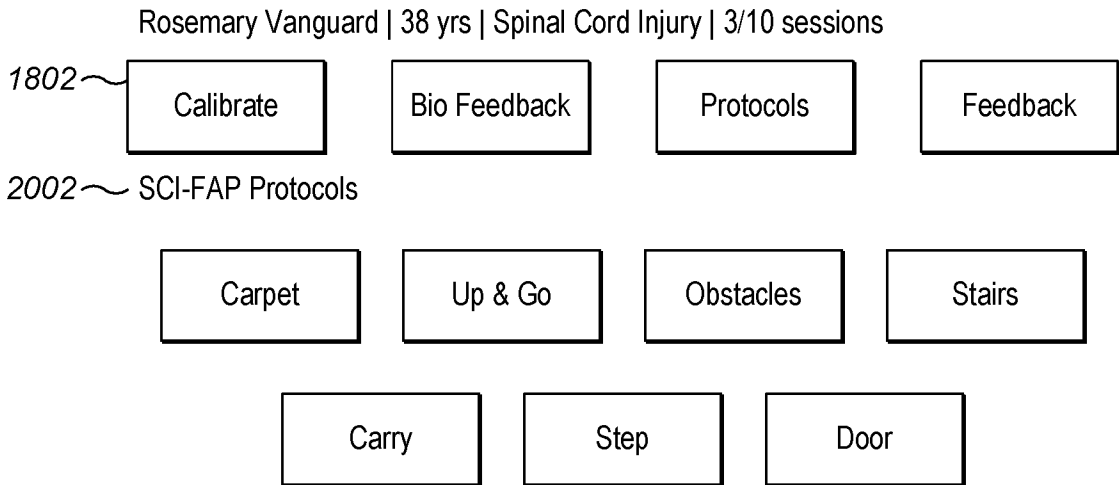 Rosemary Vanguard | 38 yrs | Spinal Cord Injury | 3/10 sessions
1802 Calibrate Bio Feedback Protocols Feedback
2002 SCI-FAP Protocols
Carpet Up & Go Obstacles Stairs
Carry Step Door